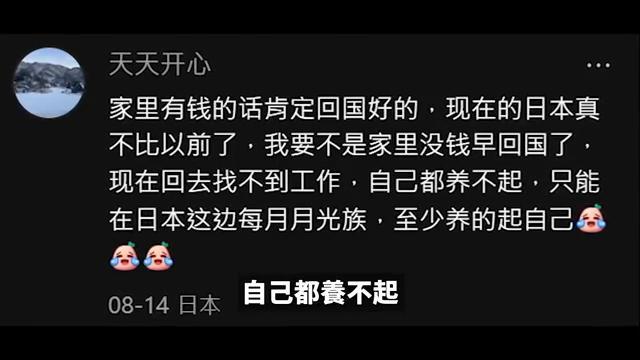 天天开心
家里有钱的话肯定回国好的，现在的日本真
不比以前了，我要不是家里没钱早回国了，
现在回去找不到工作，自己都养不起，只能
在日本这边每月月光族，至少养的起自己
08-14 日本
自己都養不起